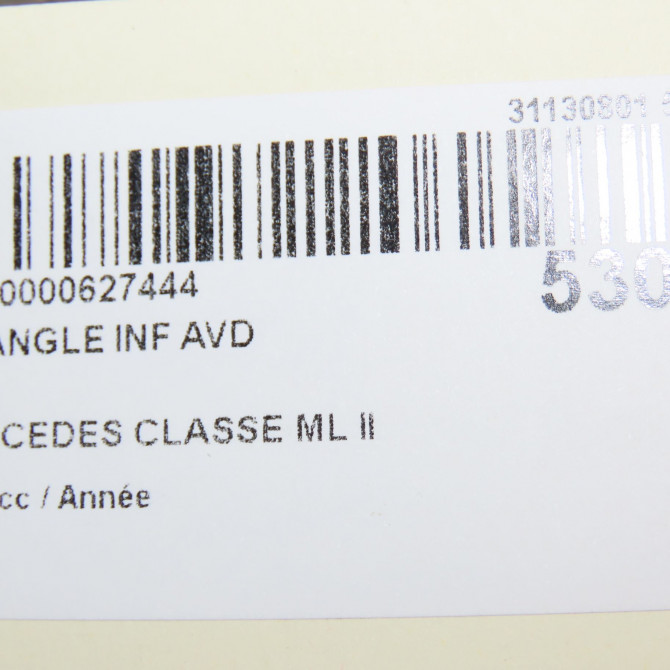 31130801
0000627444
530
ANGLE INF AVD
CEDES CLASSE ML II
cc / Année